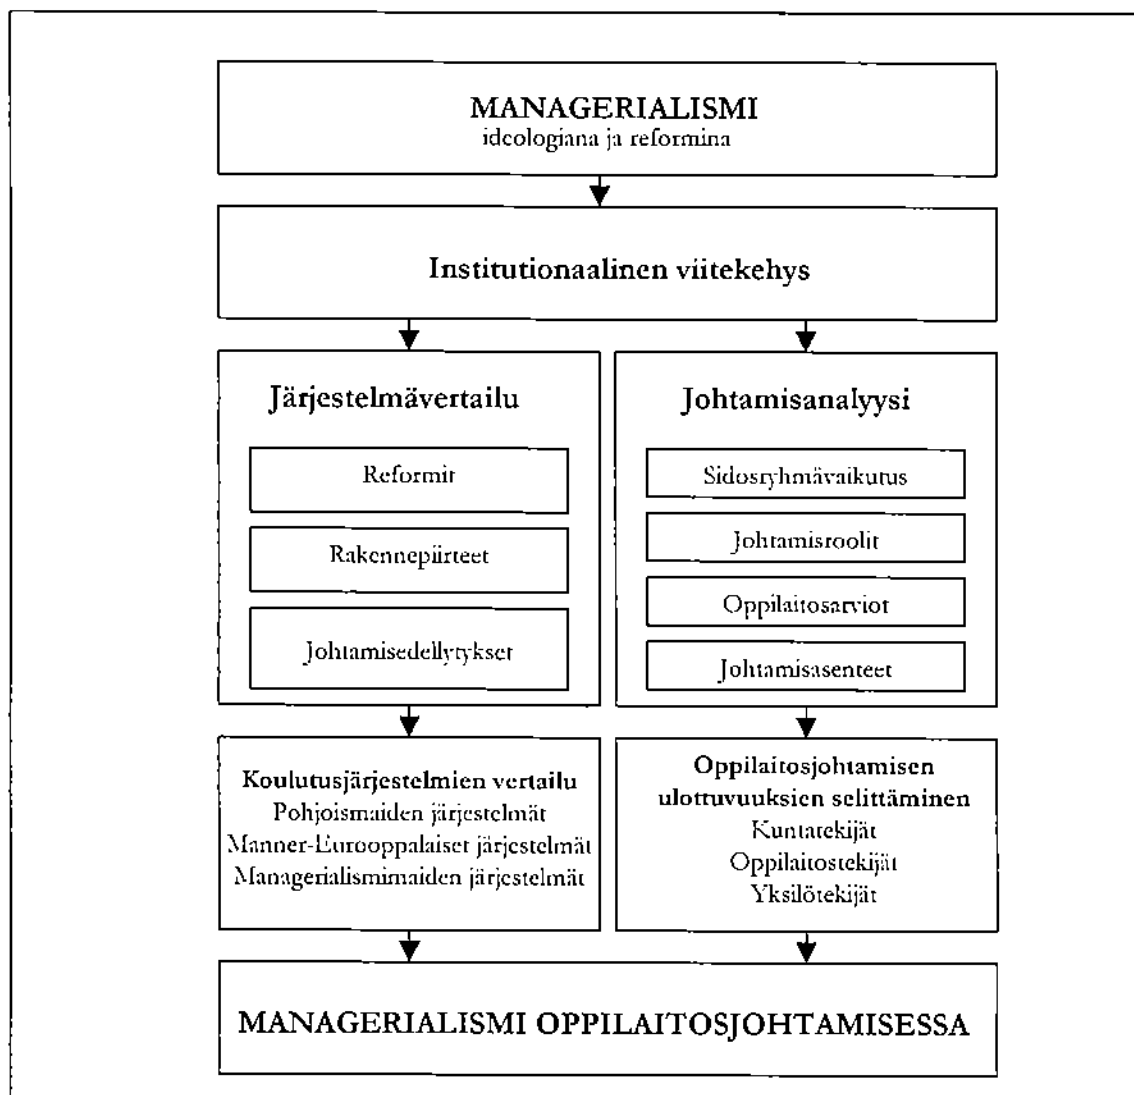 MANAGERIALISMI
ideologiana ja reformina
Institutionaalinen viitekehys
Järjestelmävertailu
Reformit
Rakennepiirteet
Johtamisedellytykset
Johtamisanalyysi
Sidosryhmävaikutus
Johtamisroolit
Oppilaitosarviot
Johtamisasenteet
Koulutusjärjestelmien vertailu
Pohjoismaiden järjestelmät
Manner-Eurooppalaiset järjestelmät
Managerialismimaiden järjestelmät
Oppilaitosjohtamisen
ulottuvuuksien selittäminen
Kuntatekijät
Oppilaitostekijät
Yksilötekijät
MANAGERIALISMI OPPILAITOSJOHTAMISESSA